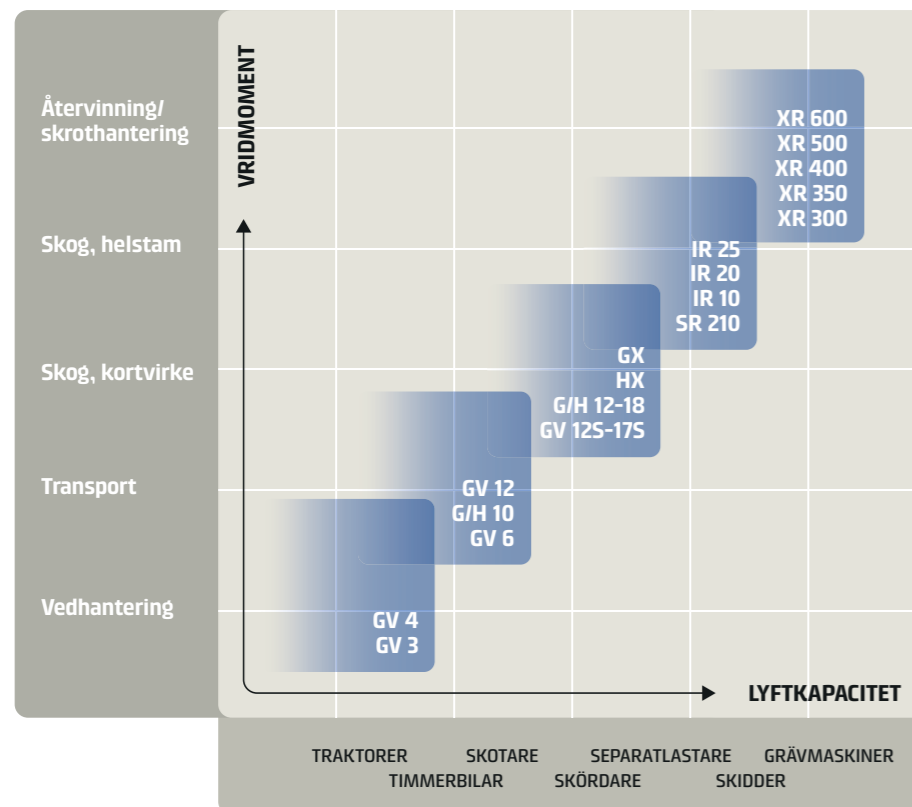 Återvinning/
skrothantering
Skog, helstam
Skog, kortvirke
Transport
Vedhantering
VRIDMOMENT
XR 600
XR 500
XR 400
XR 350
XR 300
IR 25
IR 20
IR 10
SR 210
GX
HX
G/H 12-18
GV 12S-17S
GV 12
G/H 10
GV 6
GV 4
GV 3
LYFTKAPACITET
TRAKTORER SKOTARE SEPARATLASTARE GRÄVMASKINER
TIMMERBILAR SKÖRDARE SKIDDER